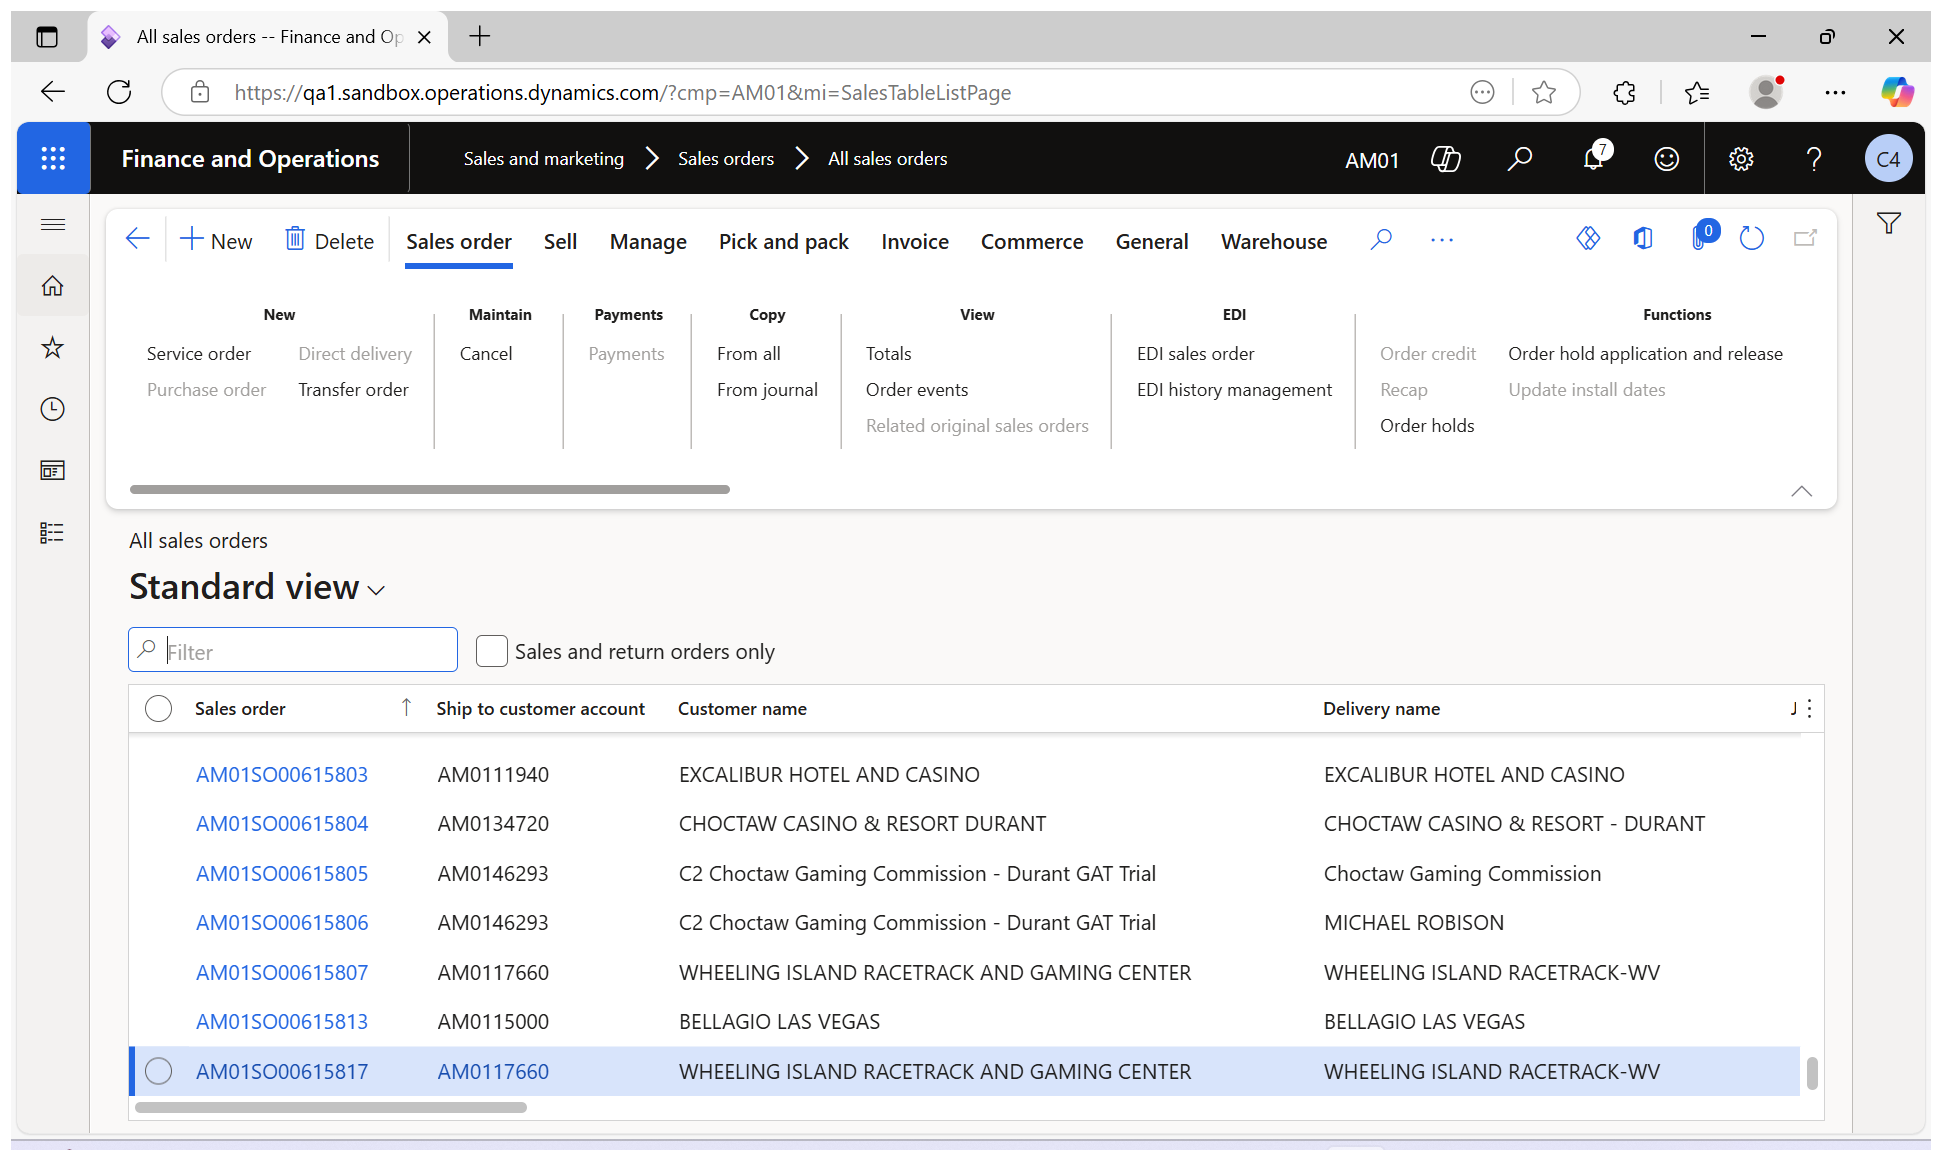 All sales orders -- Finance and Op
https://qa1.sandbox.operations.dynamics.com/?cmp=AM01&mi=SalesTableListPage
Finance and Operations
Sales and marketing
Sales orders
All sales orders
AM01
7
C4
New
Delete
Sales order
Sell
Manage
Pick and pack
Invoice
Commerce
General
Warehouse
0
New
Service order
Direct delivery
Purchase order
Transfer order
Maintain
Cancel
Payments
Payments
Copy
From all
From journal
View
Totals
Order events
Related original sales orders
EDI
EDI sales order
EDI history management
Functions
Order credit
Order hold application and release
Recap
Update install dates
Order holds
All sales orders
Standard view
Filter
Sales and return orders only
Sales order Ship to customer account Customer name Delivery name
AM01SO00615803 AM0111940 EXCALIBUR HOTEL AND CASINO EXCALIBUR HOTEL AND CASINO
AM01SO00615804 AM0134720 CHOCTAW CASINO & RESORT DURANT CHOCTAW CASINO & RESORT - DURANT
AM01SO00615805 AM0146293 C2 Choctaw Gaming Commission - Durant GAT Trial Choctaw Gaming Commission
AM01SO00615806 AM0146293 C2 Choctaw Gaming Commission - Durant GAT Trial MICHAEL ROBISON
AM01SO00615807 AM0117660 WHEELING ISLAND RACETRACK AND GAMING CENTER WHEELING ISLAND RACETRACK-WV
AM01SO00615813 AM0115000 BELLAGIO LAS VEGAS BELLAGIO LAS VEGAS
AM01SO00615817 AM0117660 WHEELING ISLAND RACETRACK AND GAMING CENTER WHEELING ISLAND RACETRACK-WV